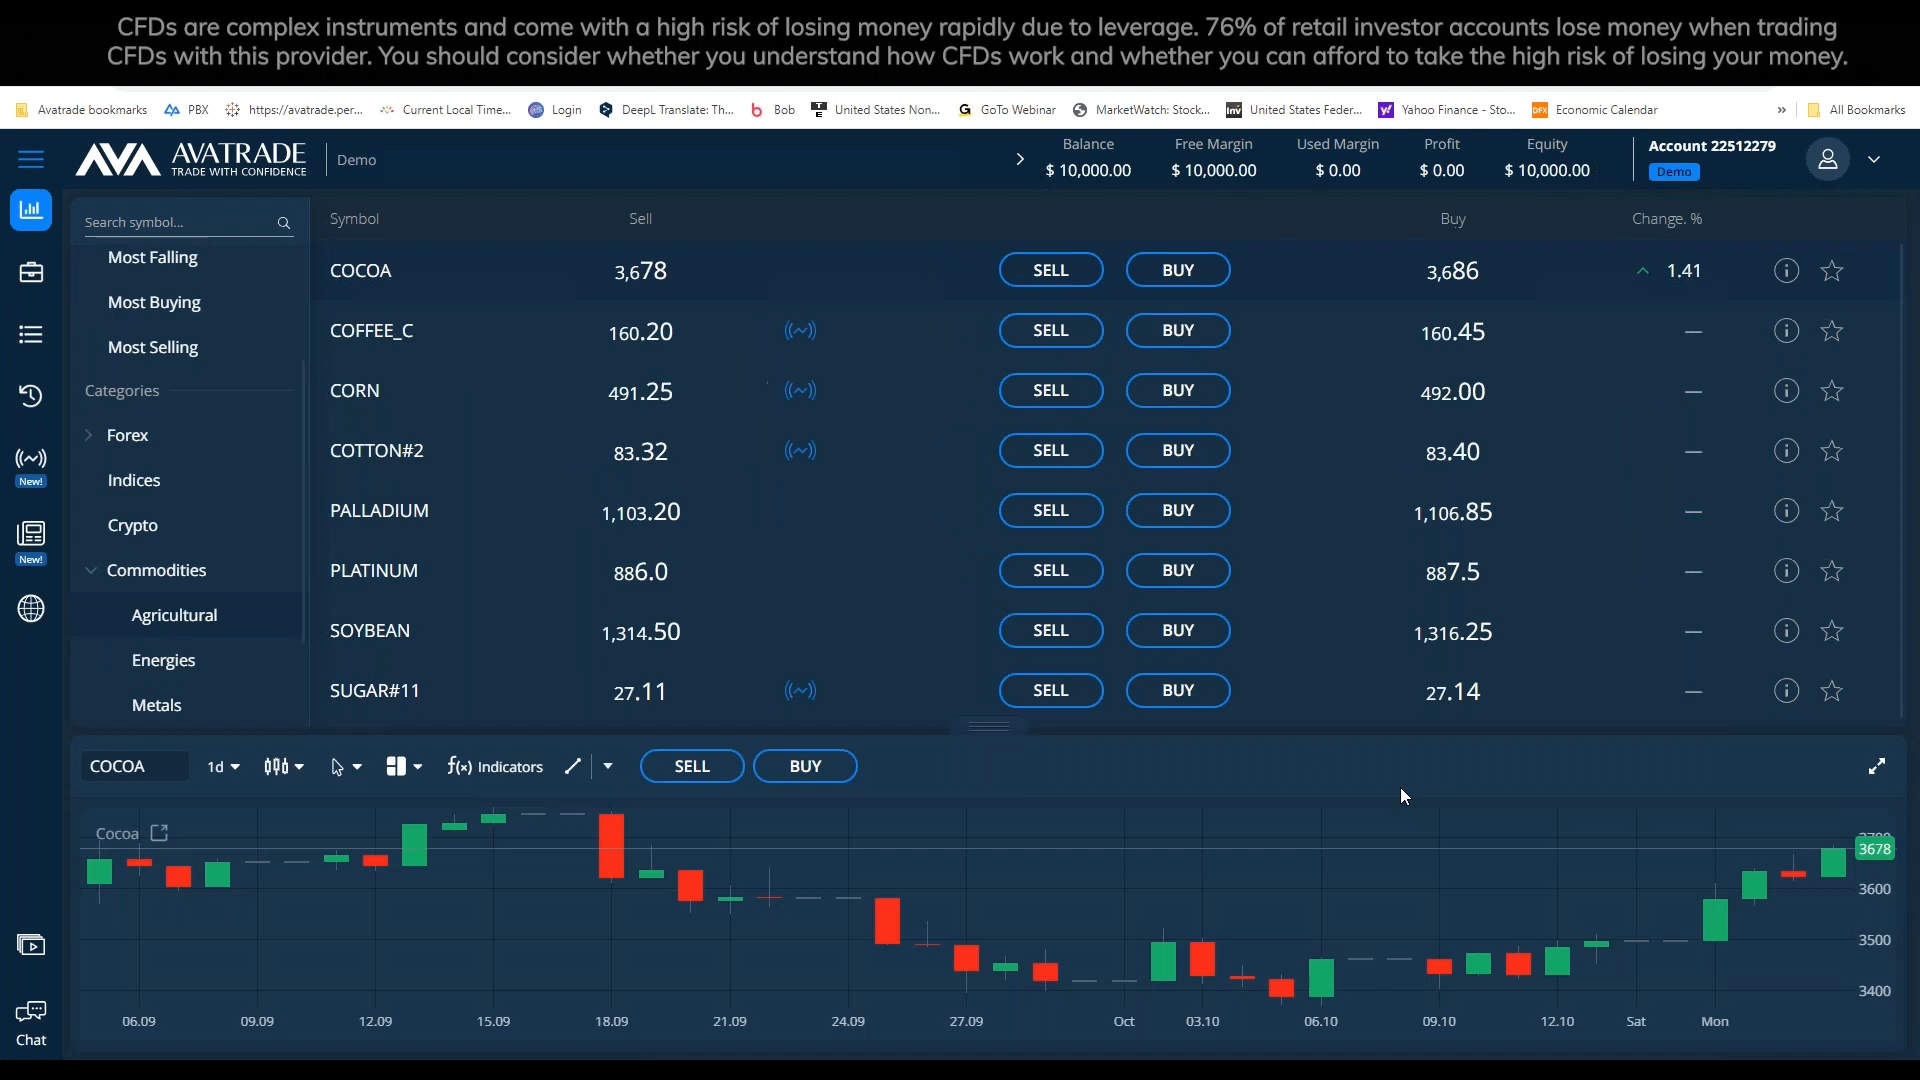 CFDs are complex instruments and come with a high risk of losing money rapidly due to leverage. 76% of retail investor accounts lose money when trading
CFDs with this provider. You should consider whether you understand how CFDs work and whether you can afford to take the high risk of losing your money.
Avatrade bookmarks PBX https://avatrade.per... Current Local Time... Login DeepL Translate: Th... Bob United States Non... GoTo Webinar MarketWatch: Stock... United States Feder... Yahoo Finance - Sto... Economic Calendar » All Bookmarks
AVA AVATRADE TRADE WITH CONFIDENCE Demo
Balance Free Margin Used Margin Profit Equity
$ 10,000.00 $ 10,000.00 $ 0.00 $ 0.00 $ 10,000.00
Account 22512279
Demo
Search symbol...
Most Falling
Most Buying
Most Selling
Categories
Forex
Indices
Crypto
Commodities
Agricultural
Energies
Metals
New!
New!
Chat
Symbol Sell Buy Change. %
COCOA 3,678 SELL BUY 3,686 1.41
COFFEE_C 160.20 SELL BUY 160.45 —
CORN 491.25 SELL BUY 492.00 —
COTTON#2 83.32 SELL BUY 83.40 —
PALLADIUM 1,103.20 SELL BUY 1,106.85 —
PLATINUM 886.0 SELL BUY 887.5 —
SOYBEAN 1,314.50 SELL BUY 1,316.25 —
SUGAR#11 27.11 SELL BUY 27.14 —
COCOA 1d f(x) Indicators SELL BUY
Cocoa
3700
3678
3600
3500
3400
06.09 09.09 12.09 15.09 18.09 21.09 24.09 27.09 Oct 03.10 06.10 09.10 12.10 Sat Mon